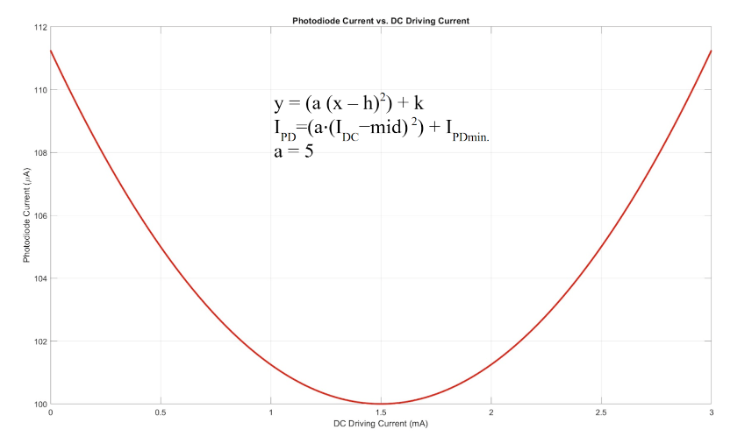 Photodiode Current vs. DC Driving Current
112
110
108
106
104
102
100
Photodiode Current (μA)
y = (a (x – h)²) + k
I_PD=(a·(I_DC−mid)²) + I_PDmin.
a = 5
0
0.5
1
1.5
2
2.5
3
DC Driving Current (mA)